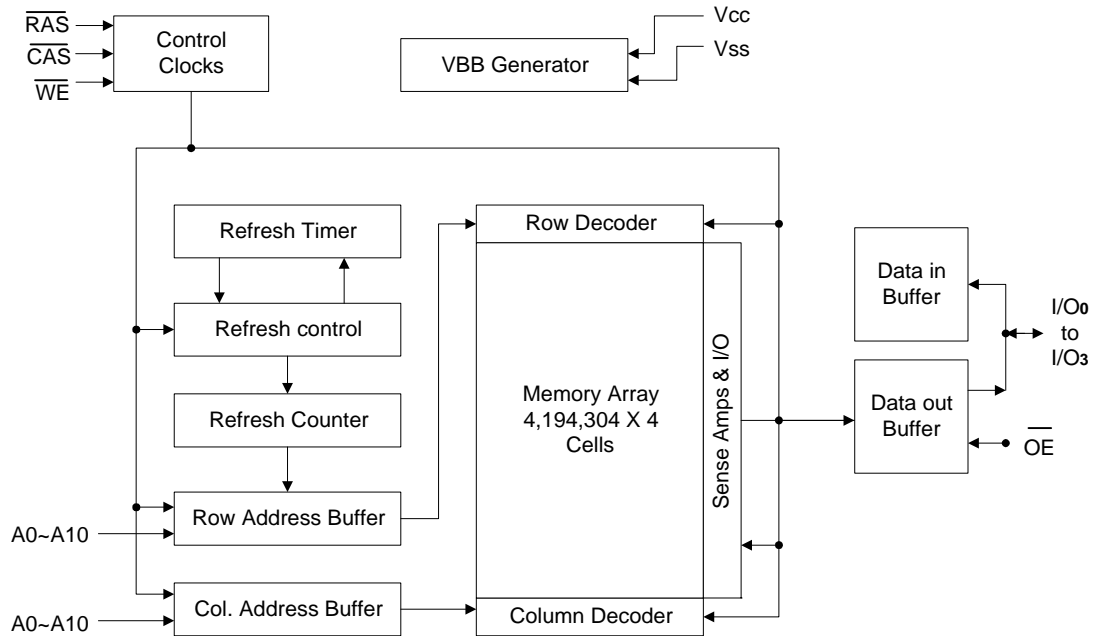 RAS
CAS
WE
Control
Clocks
VBB Generator
Vcc
Vss
Refresh Timer
Refresh control
Refresh Counter
Row Address Buffer
A0~A10
Col. Address Buffer
A0~A10
Row Decoder
Memory Array
4,194,304 X 4
Cells
Column Decoder
Sense Amps & I/O
Data in
Buffer
Data out
Buffer
I/O0
to
I/O3
OE